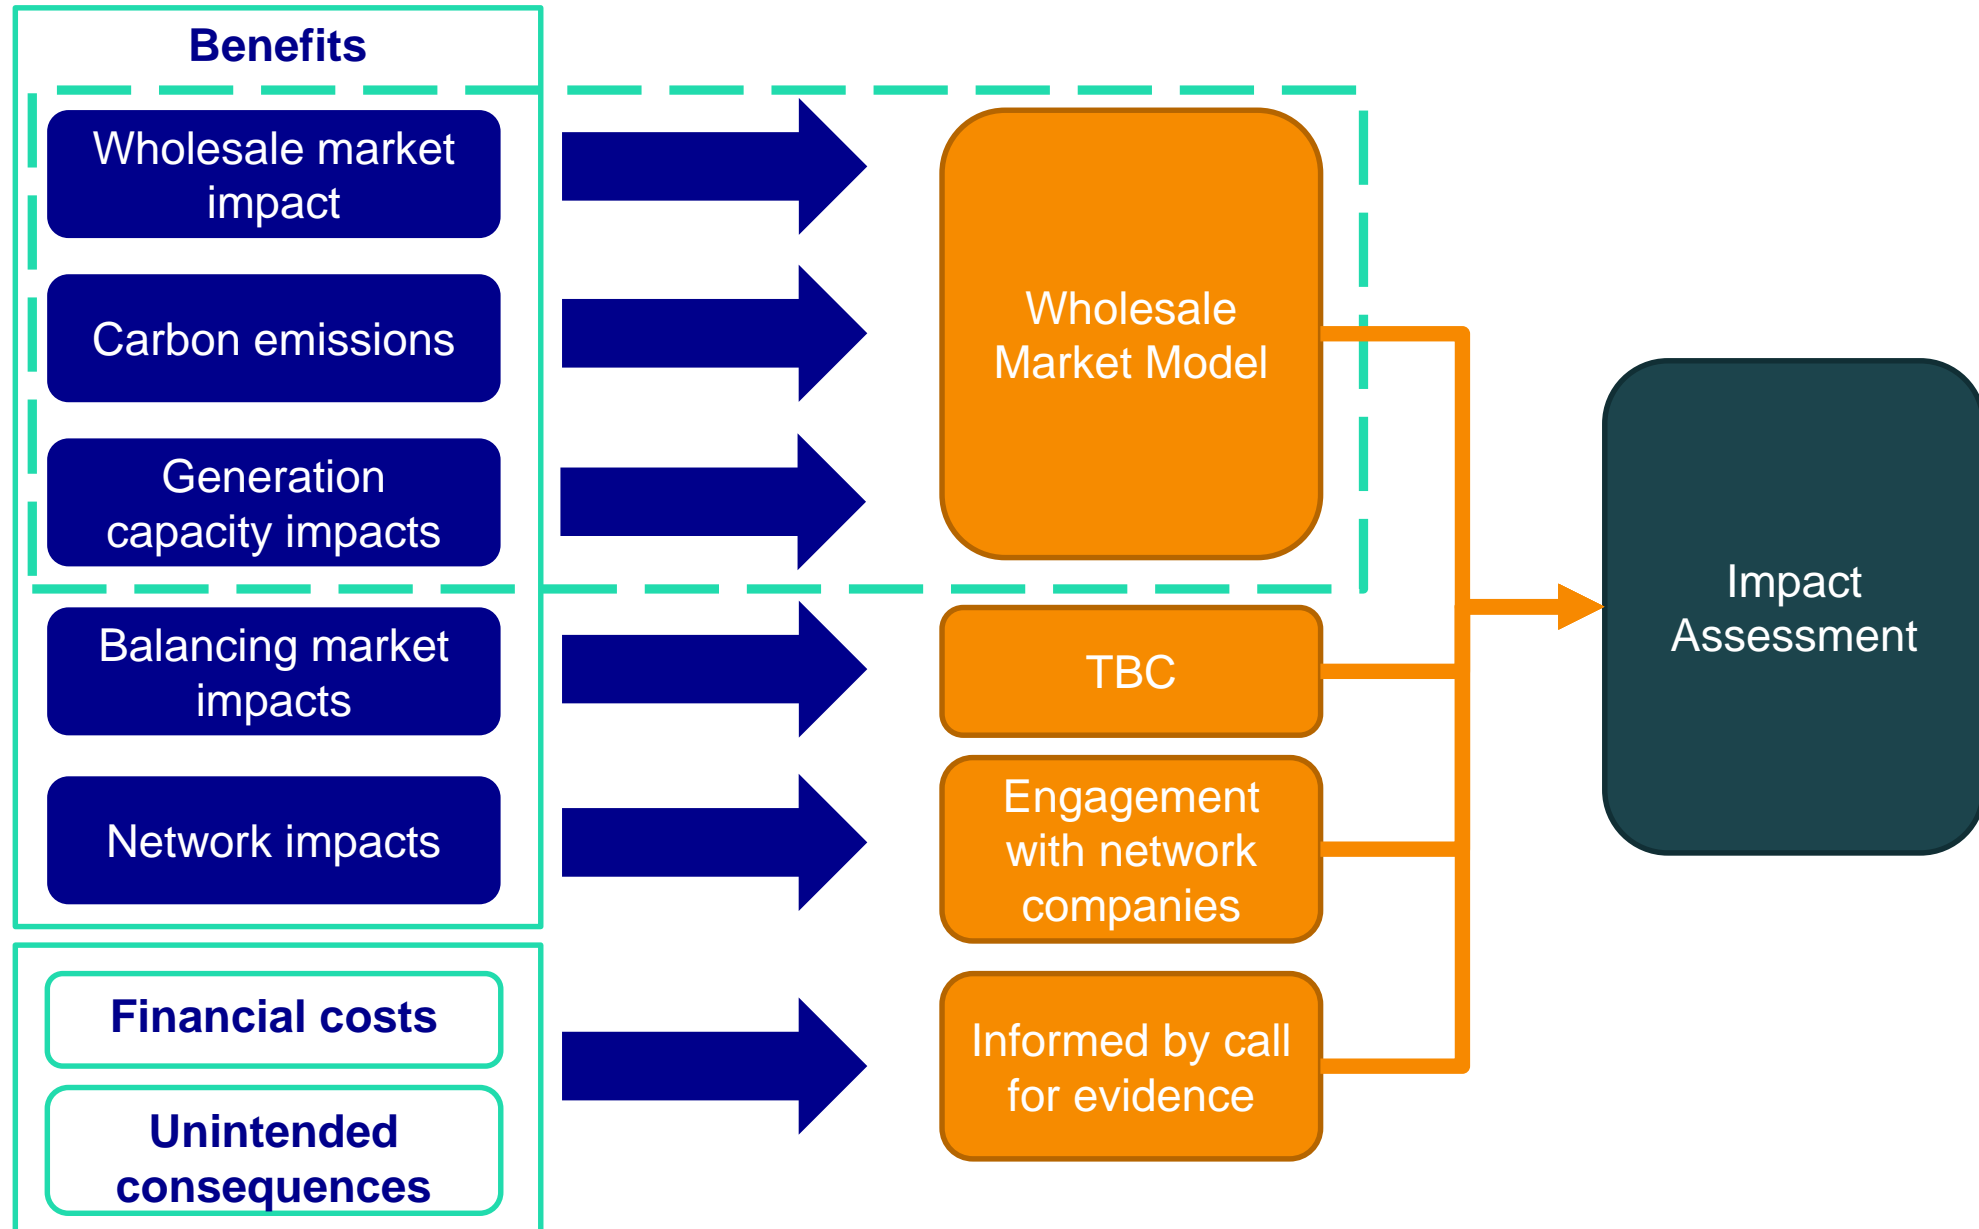 Benefits
Wholesale market
impact
Carbon emissions
Generation
capacity impacts
Balancing market
impacts
Network impacts
Financial costs
Unintended
consequences
Wholesale
Market Model
TBC
Engagement
with network
companies
Informed by call
for evidence
Impact
Assessment